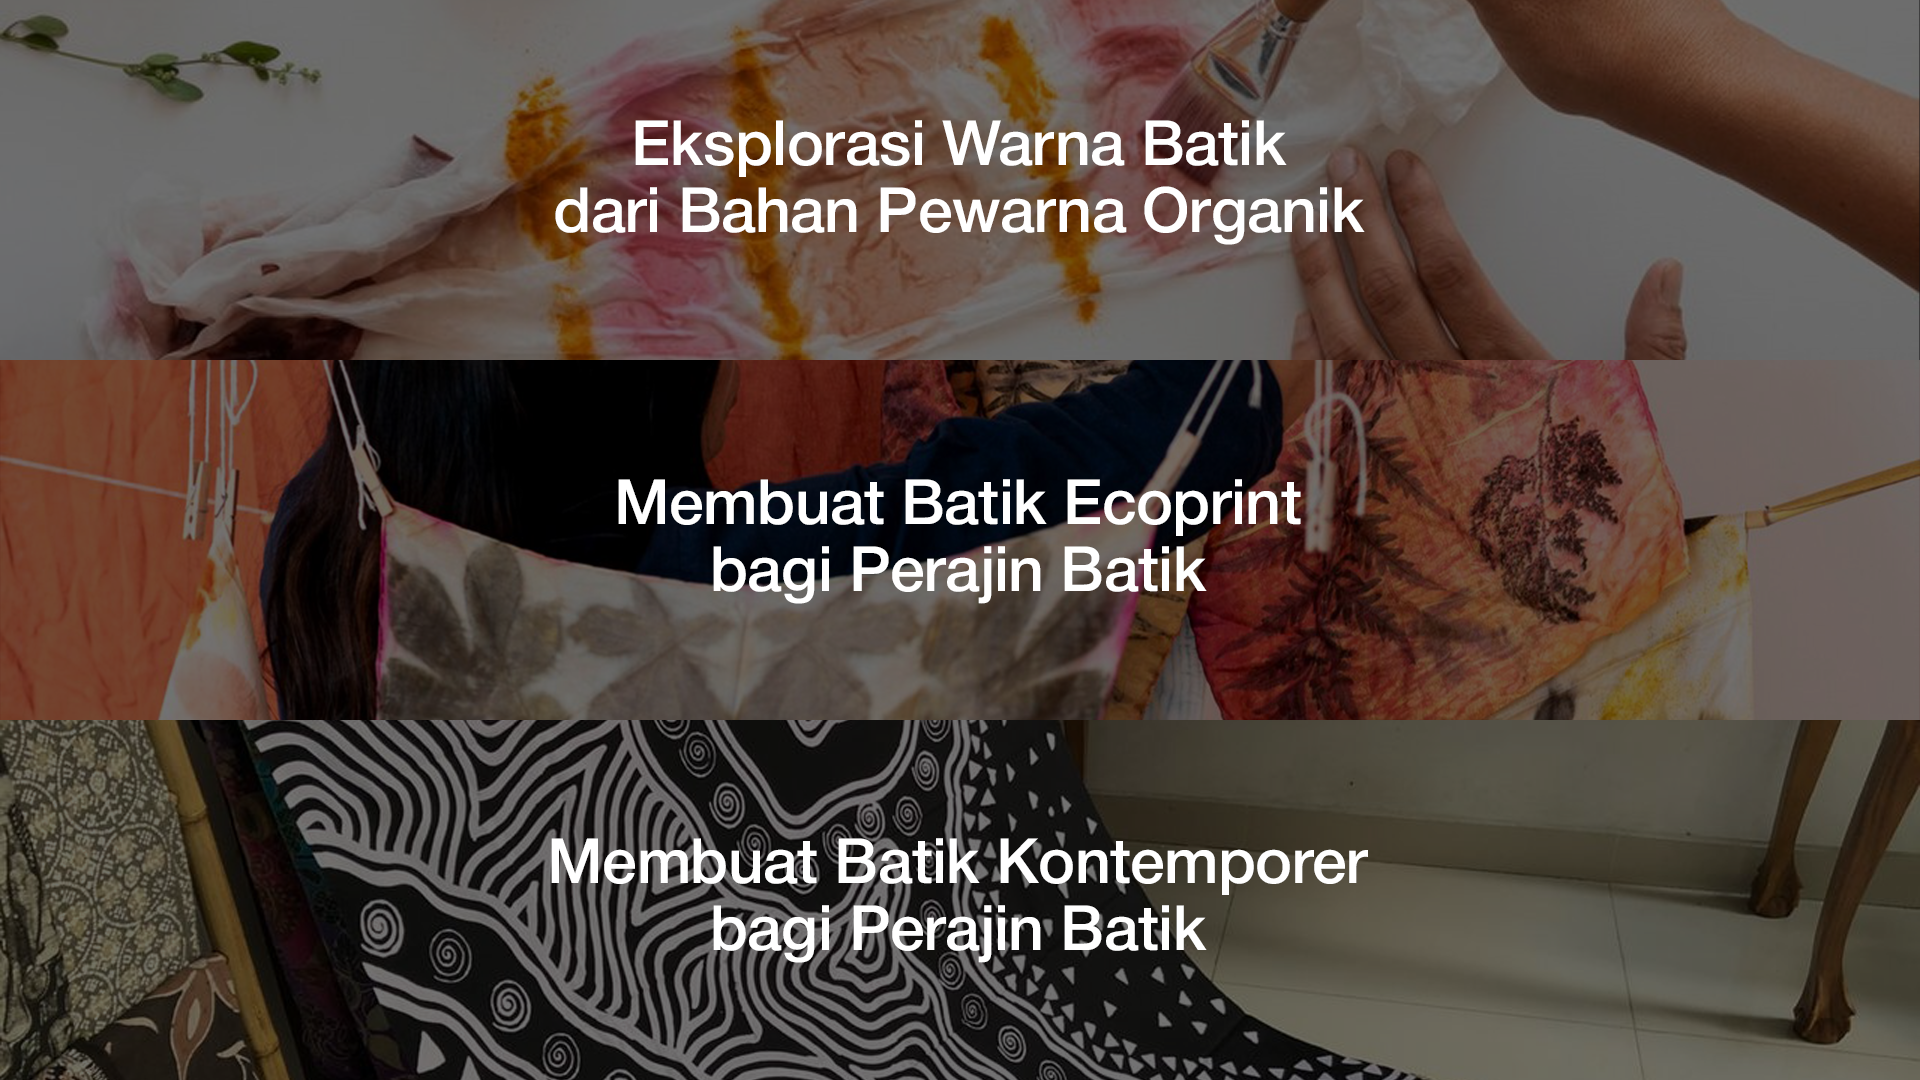 Eksplorasi Warna Batik
dari Bahan Pewarna Organik
Membuat Batik Ecoprint
bagi Perajin Batik
Membuat Batik Kontemporer
bagi Perajin Batik